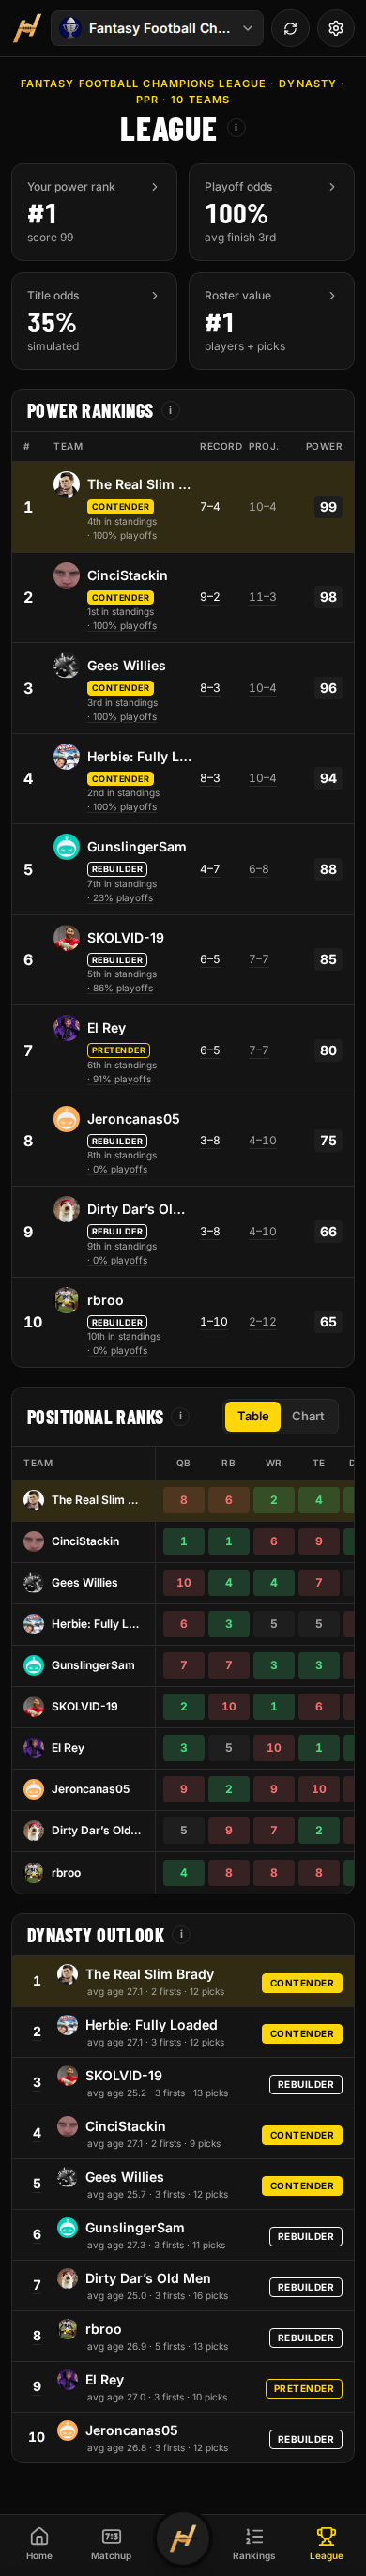 Fantasy Football Ch...
FANTASY FOOTBALL CHAMPIONS LEAGUE · DYNASTY ·
PPR · 10 TEAMS
LEAGUE i
Your power rank
#1
score 99
Playoff odds
100%
avg finish 3rd
Title odds
35%
simulated
Roster value
#1
players + picks
POWER RANKINGS i
# TEAM RECORD PROJ. POWER
1 The Real Slim ... 7–4 10–4 99
CONTENDER
4th in standings
· 100% playoffs
2 CinciStackin 9–2 11–3 98
CONTENDER
1st in standings
· 100% playoffs
3 Gees Willies 8–3 10–4 96
CONTENDER
3rd in standings
· 100% playoffs
4 Herbie: Fully L... 8–3 10–4 94
CONTENDER
2nd in standings
· 100% playoffs
5 GunslingerSam 4–7 6–8 88
REBUILDER
7th in standings
· 23% playoffs
6 SKOLVID-19 6–5 7–7 85
REBUILDER
5th in standings
· 86% playoffs
7 El Rey 6–5 7–7 80
PRETENDER
6th in standings
· 91% playoffs
8 Jeroncanas05 3–8 4–10 75
REBUILDER
8th in standings
· 0% playoffs
9 Dirty Dar's Ol... 3–8 4–10 66
REBUILDER
9th in standings
· 0% playoffs
10 rbroo 1–10 2–12 65
REBUILDER
10th in standings
· 0% playoffs
POSITIONAL RANKS i Table Chart
TEAM QB RB WR TE
The Real Slim ... 8 6 2 4
CinciStackin 1 1 6 9
Gees Willies 10 4 4 7
Herbie: Fully L... 6 3 5 5
GunslingerSam 7 7 3 3
SKOLVID-19 2 10 1 6
El Rey 3 5 10 1
Jeroncanas05 9 2 9 10
Dirty Dar's Old... 5 9 7 2
rbroo 4 8 8 8
DYNASTY OUTLOOK i
1 The Real Slim Brady CONTENDER
avg age 27.1 · 2 firsts · 12 picks
2 Herbie: Fully Loaded CONTENDER
avg age 27.1 · 3 firsts · 12 picks
3 SKOLVID-19 REBUILDER
avg age 25.2 · 3 firsts · 13 picks
4 CinciStackin CONTENDER
avg age 27.1 · 2 firsts · 9 picks
5 Gees Willies CONTENDER
avg age 25.7 · 3 firsts · 12 picks
6 GunslingerSam REBUILDER
avg age 27.3 · 3 firsts · 11 picks
7 Dirty Dar's Old Men REBUILDER
avg age 25.0 · 3 firsts · 16 picks
8 rbroo REBUILDER
avg age 26.9 · 5 firsts · 13 picks
9 El Rey PRETENDER
avg age 27.0 · 3 firsts · 10 picks
10 Jeroncanas05 REBUILDER
avg age 26.8 · 3 firsts · 12 picks
Home Matchup Rankings League